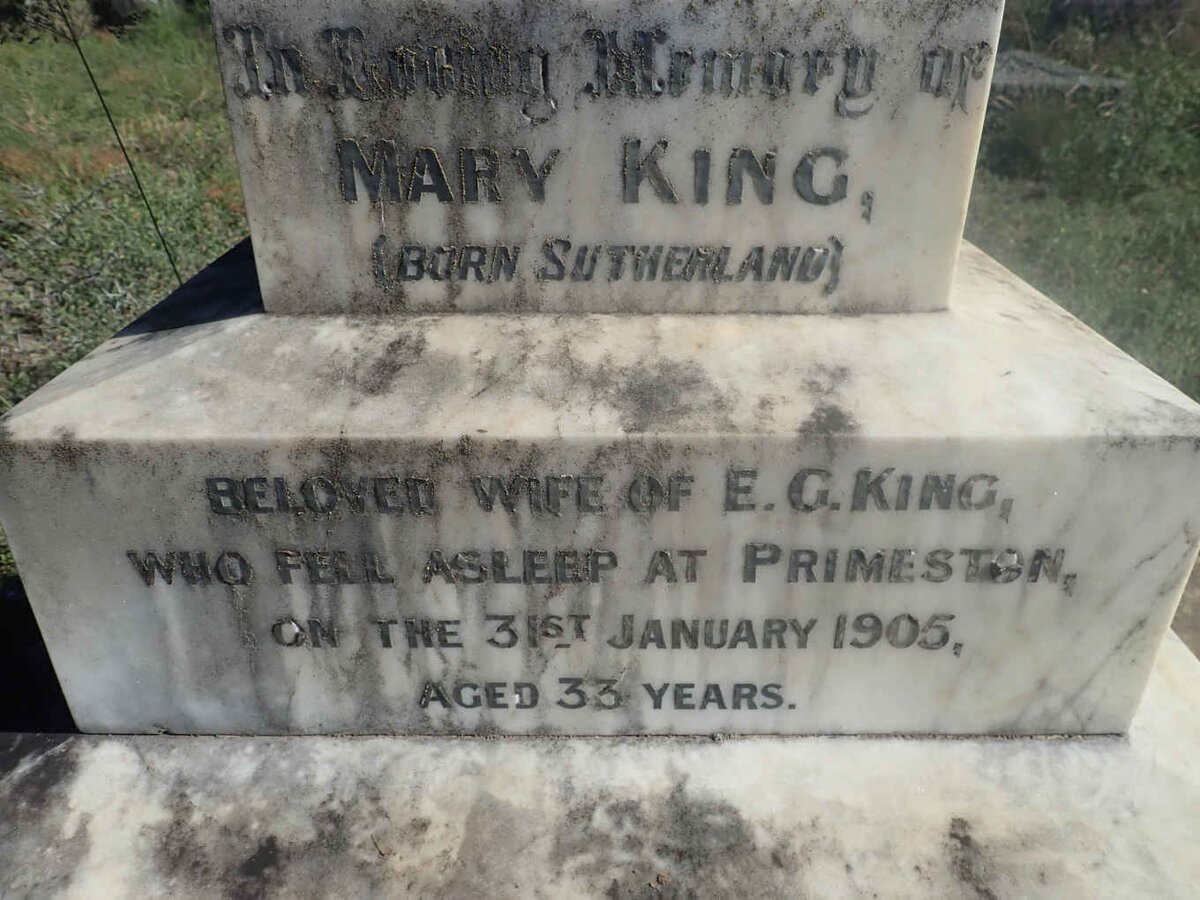 In Loving Memory of
MARY KING,
(BORN SUTHERLAND)
BELOVED WIFE OF E. G. KING,
WHO FELL ASLEEP AT PRIMESTON,
ON THE 31ST JANUARY 1905,
AGED 33 YEARS.